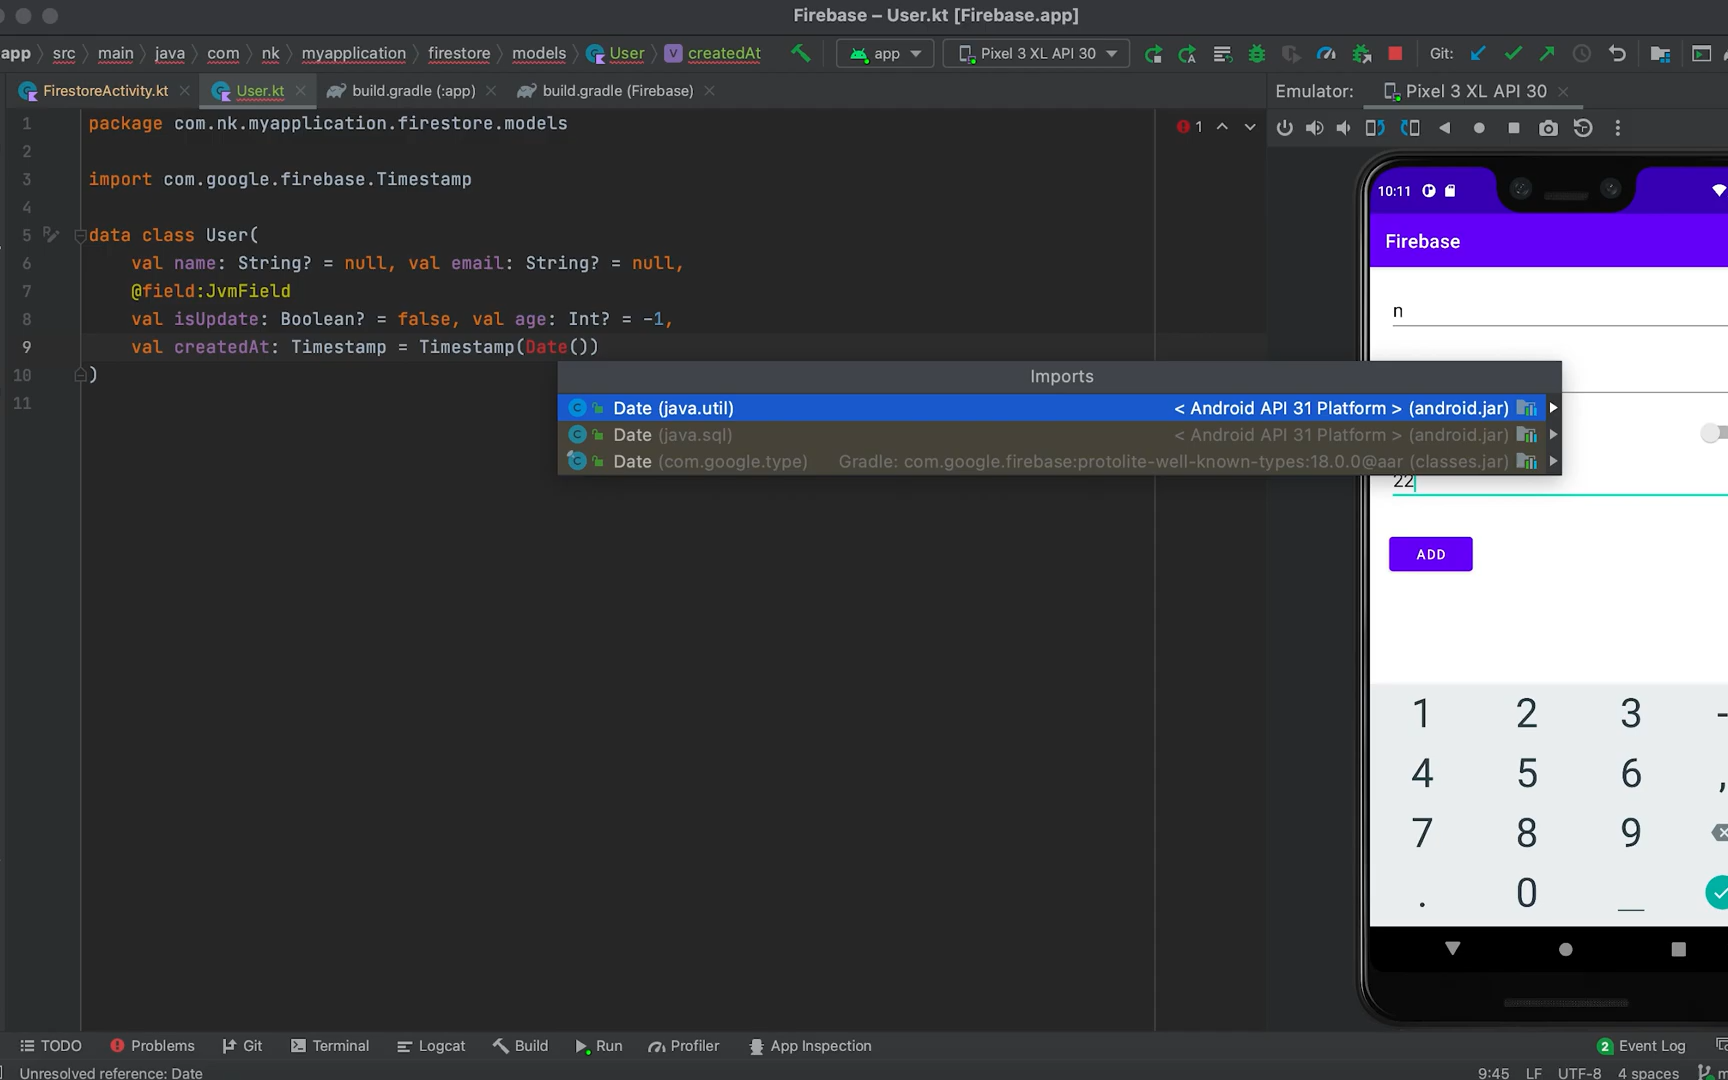 Firebase – User.kt [Firebase.app]
app src main java com nk myapplication firestore models User createdAt app Pixel 3 XL API 30 Git:
FirestoreActivity.kt User.kt build.gradle (:app) build.gradle (Firebase) Emulator: Pixel 3 XL API 30
1 package com.nk.myapplication.firestore.models 1
2
3 import com.google.firebase.Timestamp
4
5 data class User(
6 val name: String? = null, val email: String? = null,
7 @field:JvmField
8 val isUpdate: Boolean? = false, val age: Int? = -1,
9 val createdAt: Timestamp = Timestamp(Date())
10 )
11
Imports
Date (java.util) < Android API 31 Platform > (android.jar)
Date (java.sql) < Android API 31 Platform > (android.jar)
Date (com.google.type) Gradle: com.google.firebase:protolite-well-known-types:18.0.0@aar (classes.jar)
10:11
Firebase
n
22
ADD
1 2 3 -
4 5 6 ,
7 8 9
. 0 _
TODO Problems Git Terminal Logcat Build Run Profiler App Inspection 2 Event Log
Unresolved reference: Date 9:45 LF UTF-8 4 spaces m